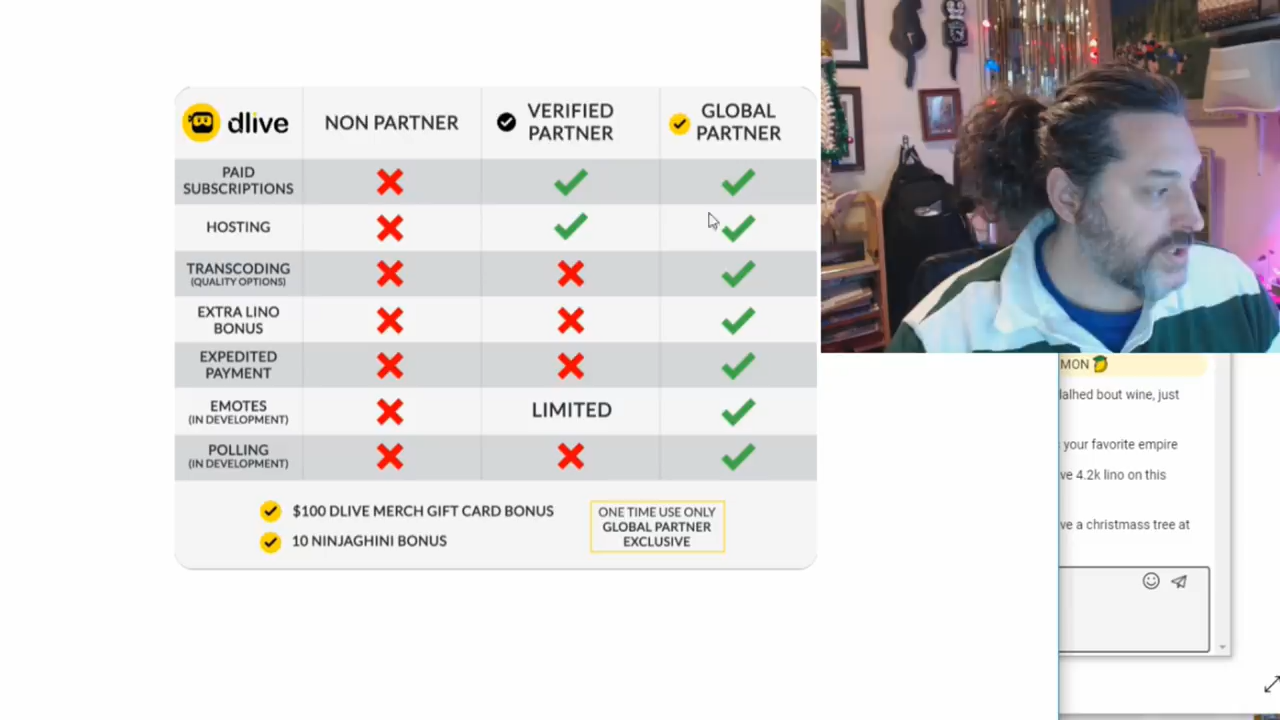 dlive
NON PARTNER
VERIFIED
PARTNER
GLOBAL
PARTNER
PAID
SUBSCRIPTIONS
HOSTING
TRANSCODING
(QUALITY OPTIONS)
EXTRA LINO
BONUS
EXPEDITED
PAYMENT
EMOTES
(IN DEVELOPMENT)
LIMITED
POLLING
(IN DEVELOPMENT)
$100 DLIVE MERCH GIFT CARD BONUS
10 NINJAGHINI BONUS
ONE TIME USE ONLY
GLOBAL PARTNER
EXCLUSIVE
MON 🍋
lalhed bout wine, just
your favorite empire
ve 4.2k lino on this
ve a christmass tree at